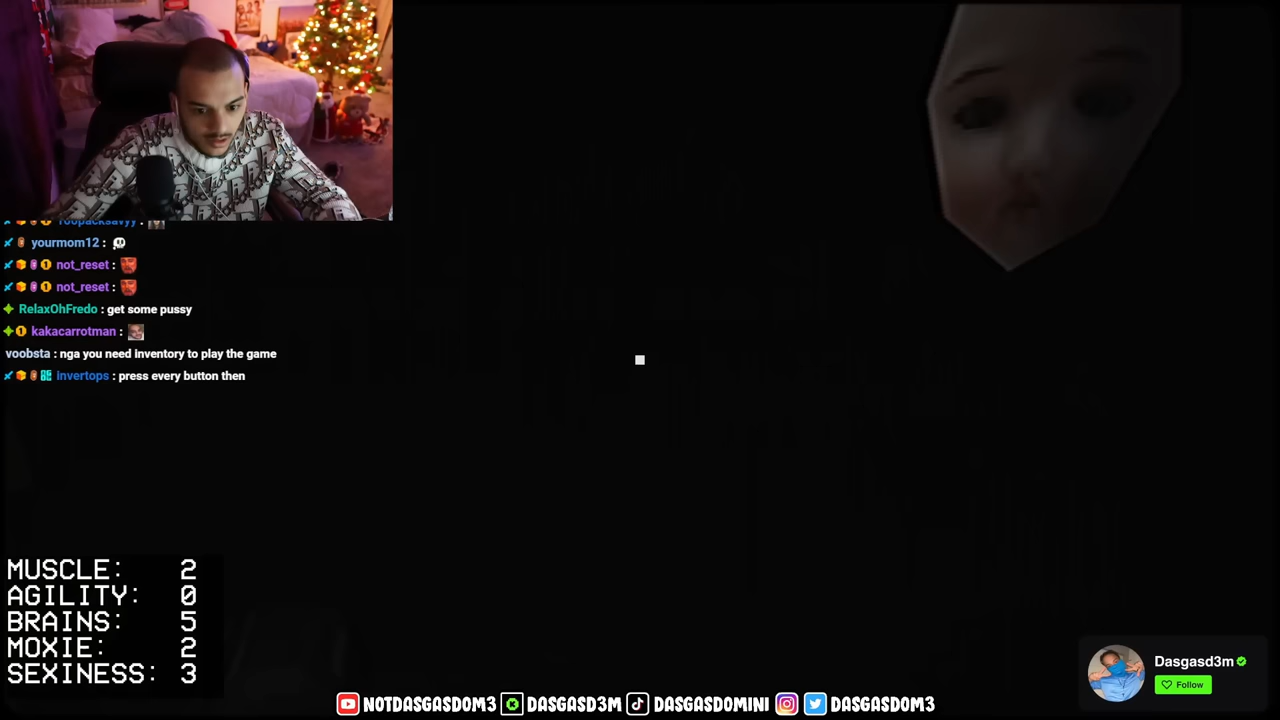 yourmom12 :
not_reset :
not_reset :
RelaxOhFredo : get some pussy
kakacarrotman :
voobsta : nga you need inventory to play the game
invertops : press every button then
MUSCLE: 2
AGILITY: 0
BRAINS: 5
MOXIE: 2
SEXINESS: 3
Dasgasd3m
Follow
NOTDASGASDOM3 DASGASD3M DASGASDOMINI DASGASDOM3